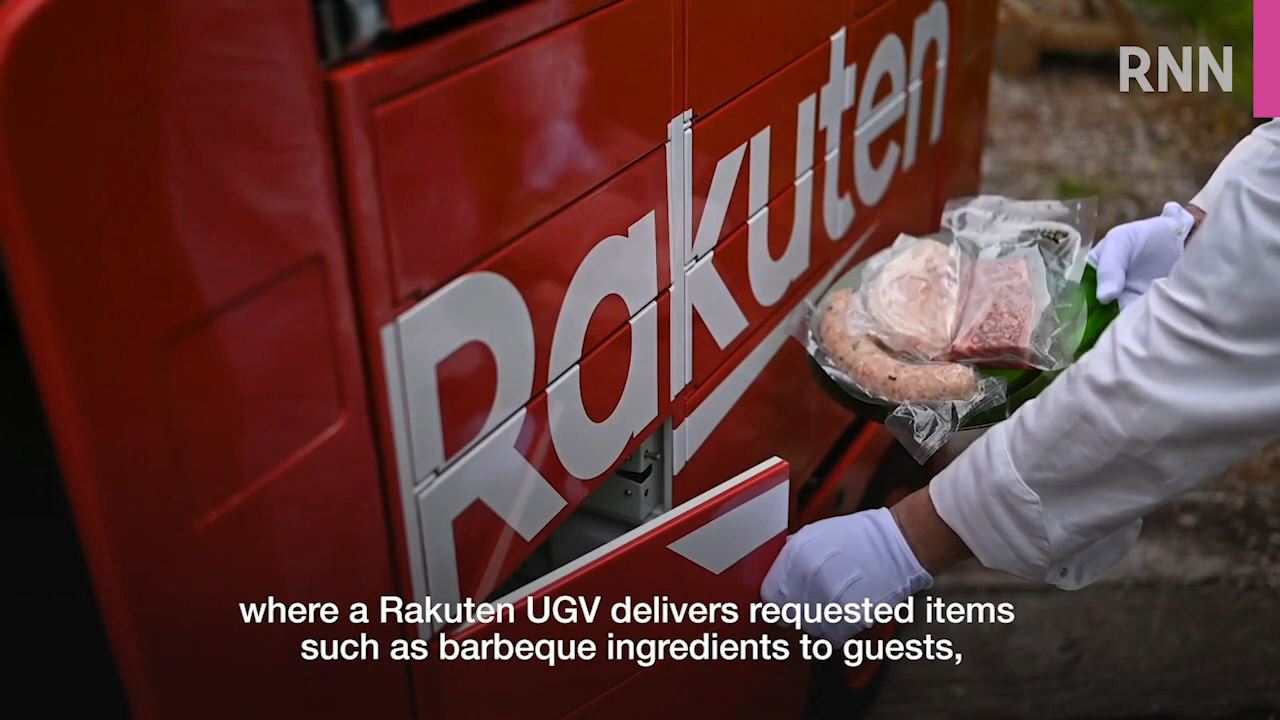 RNN
Rakuten
where a Rakuten UGV delivers requested items
such as barbeque ingredients to guests,